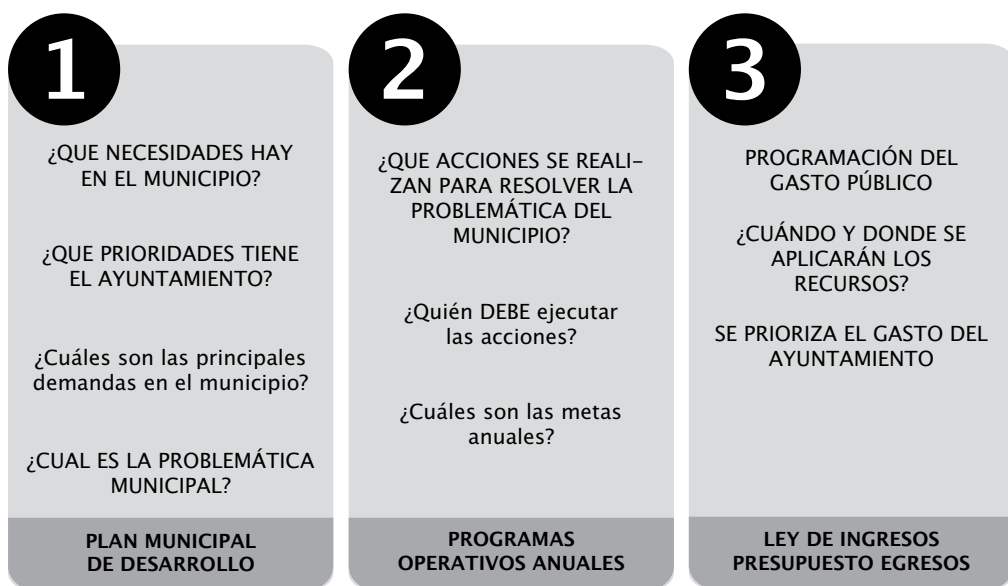 1
¿QUE NECESIDADES HAY
EN EL MUNICIPIO?
¿QUE PRIORIDADES TIENE
EL AYUNTAMIENTO?
¿Cuáles son las principales
demandas en el municipio?
¿CUAL ES LA PROBLEMÁTICA
MUNICIPAL?
PLAN MUNICIPAL
DE DESARROLLO
2
¿QUE ACCIONES SE REALI-
ZAN PARA RESOLVER LA
PROBLEMÁTICA DEL
MUNICIPIO?
¿Quién DEBE ejecutar
las acciones?
¿Cuáles son las metas
anuales?
PROGRAMAS
OPERATIVOS ANUALES
3
PROGRAMACIÓN DEL
GASTO PÚBLICO
¿CUÁNDO Y DONDE SE
APLICARÁN LOS
RECURSOS?
SE PRIORIZA EL GASTO DEL
AYUNTAMIENTO
LEY DE INGRESOS
PRESUPUESTO EGRESOS